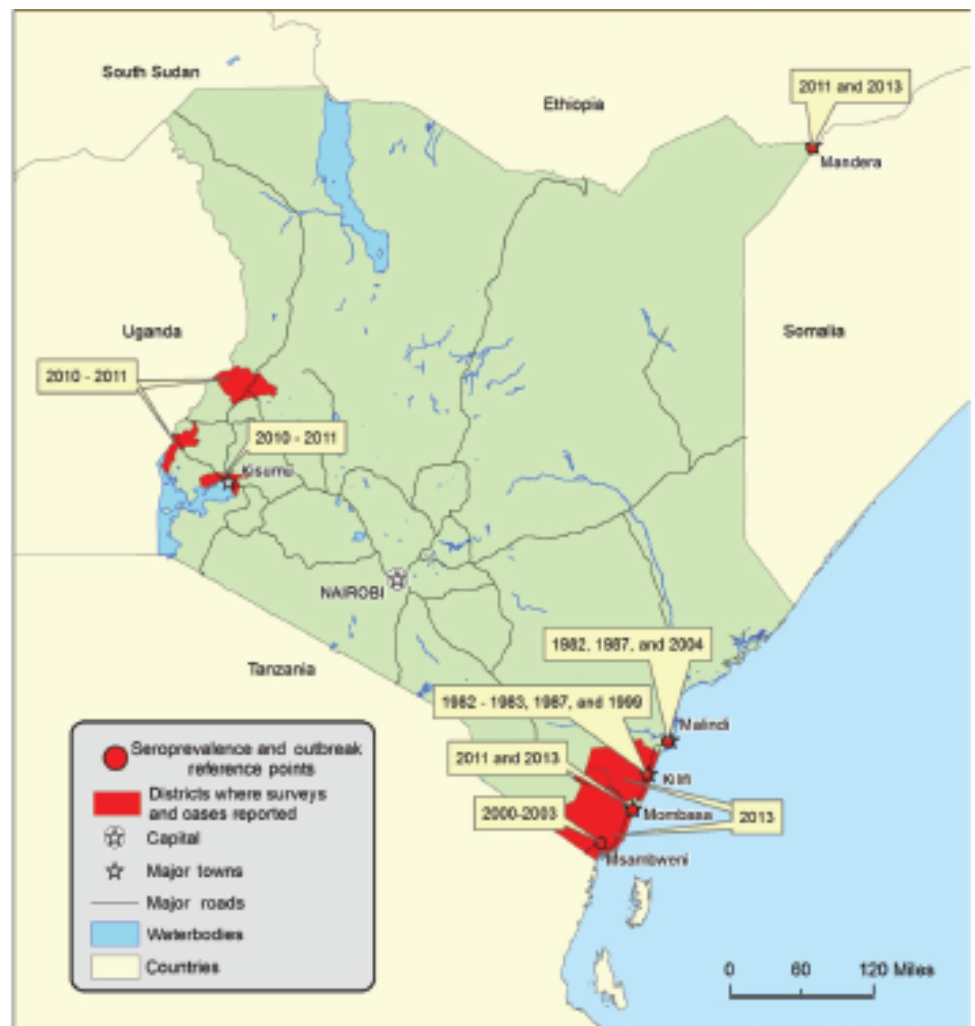 South Sudan
Ethiopia
2011 and 2013
Mandera
Uganda
Somalia
2010 - 2011
2010 - 2011
Kisumu
NAIROBI
Tanzania
1982, 1987, and 2004
1982 - 1983, 1987, and 1999
Malindi
2011 and 2013
Kilifi
2000-2003
Mombasa
2013
Msambweni
Seroprevalence and outbreak
reference points
Districts where surveys
and cases reported
Capital
Major towns
Major roads
Waterbodies
Countries
0 60 120 Miles